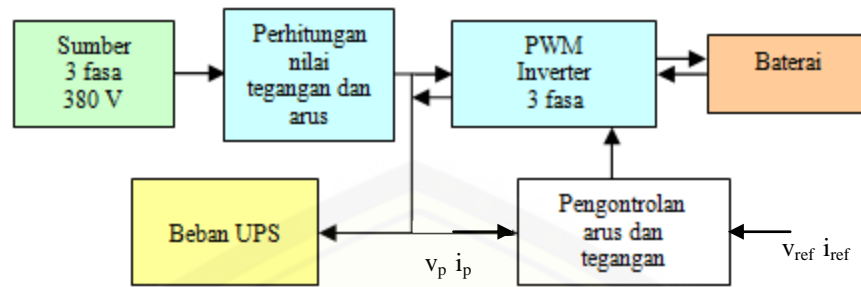 Sumber
3 fasa
380 V
Perhitungan
nilai
tegangan dan
arus
PWM
Inverter
3 fasa
Baterai
Beban UPS
Pengontrolan
arus dan
tegangan
vp ip
vref iref